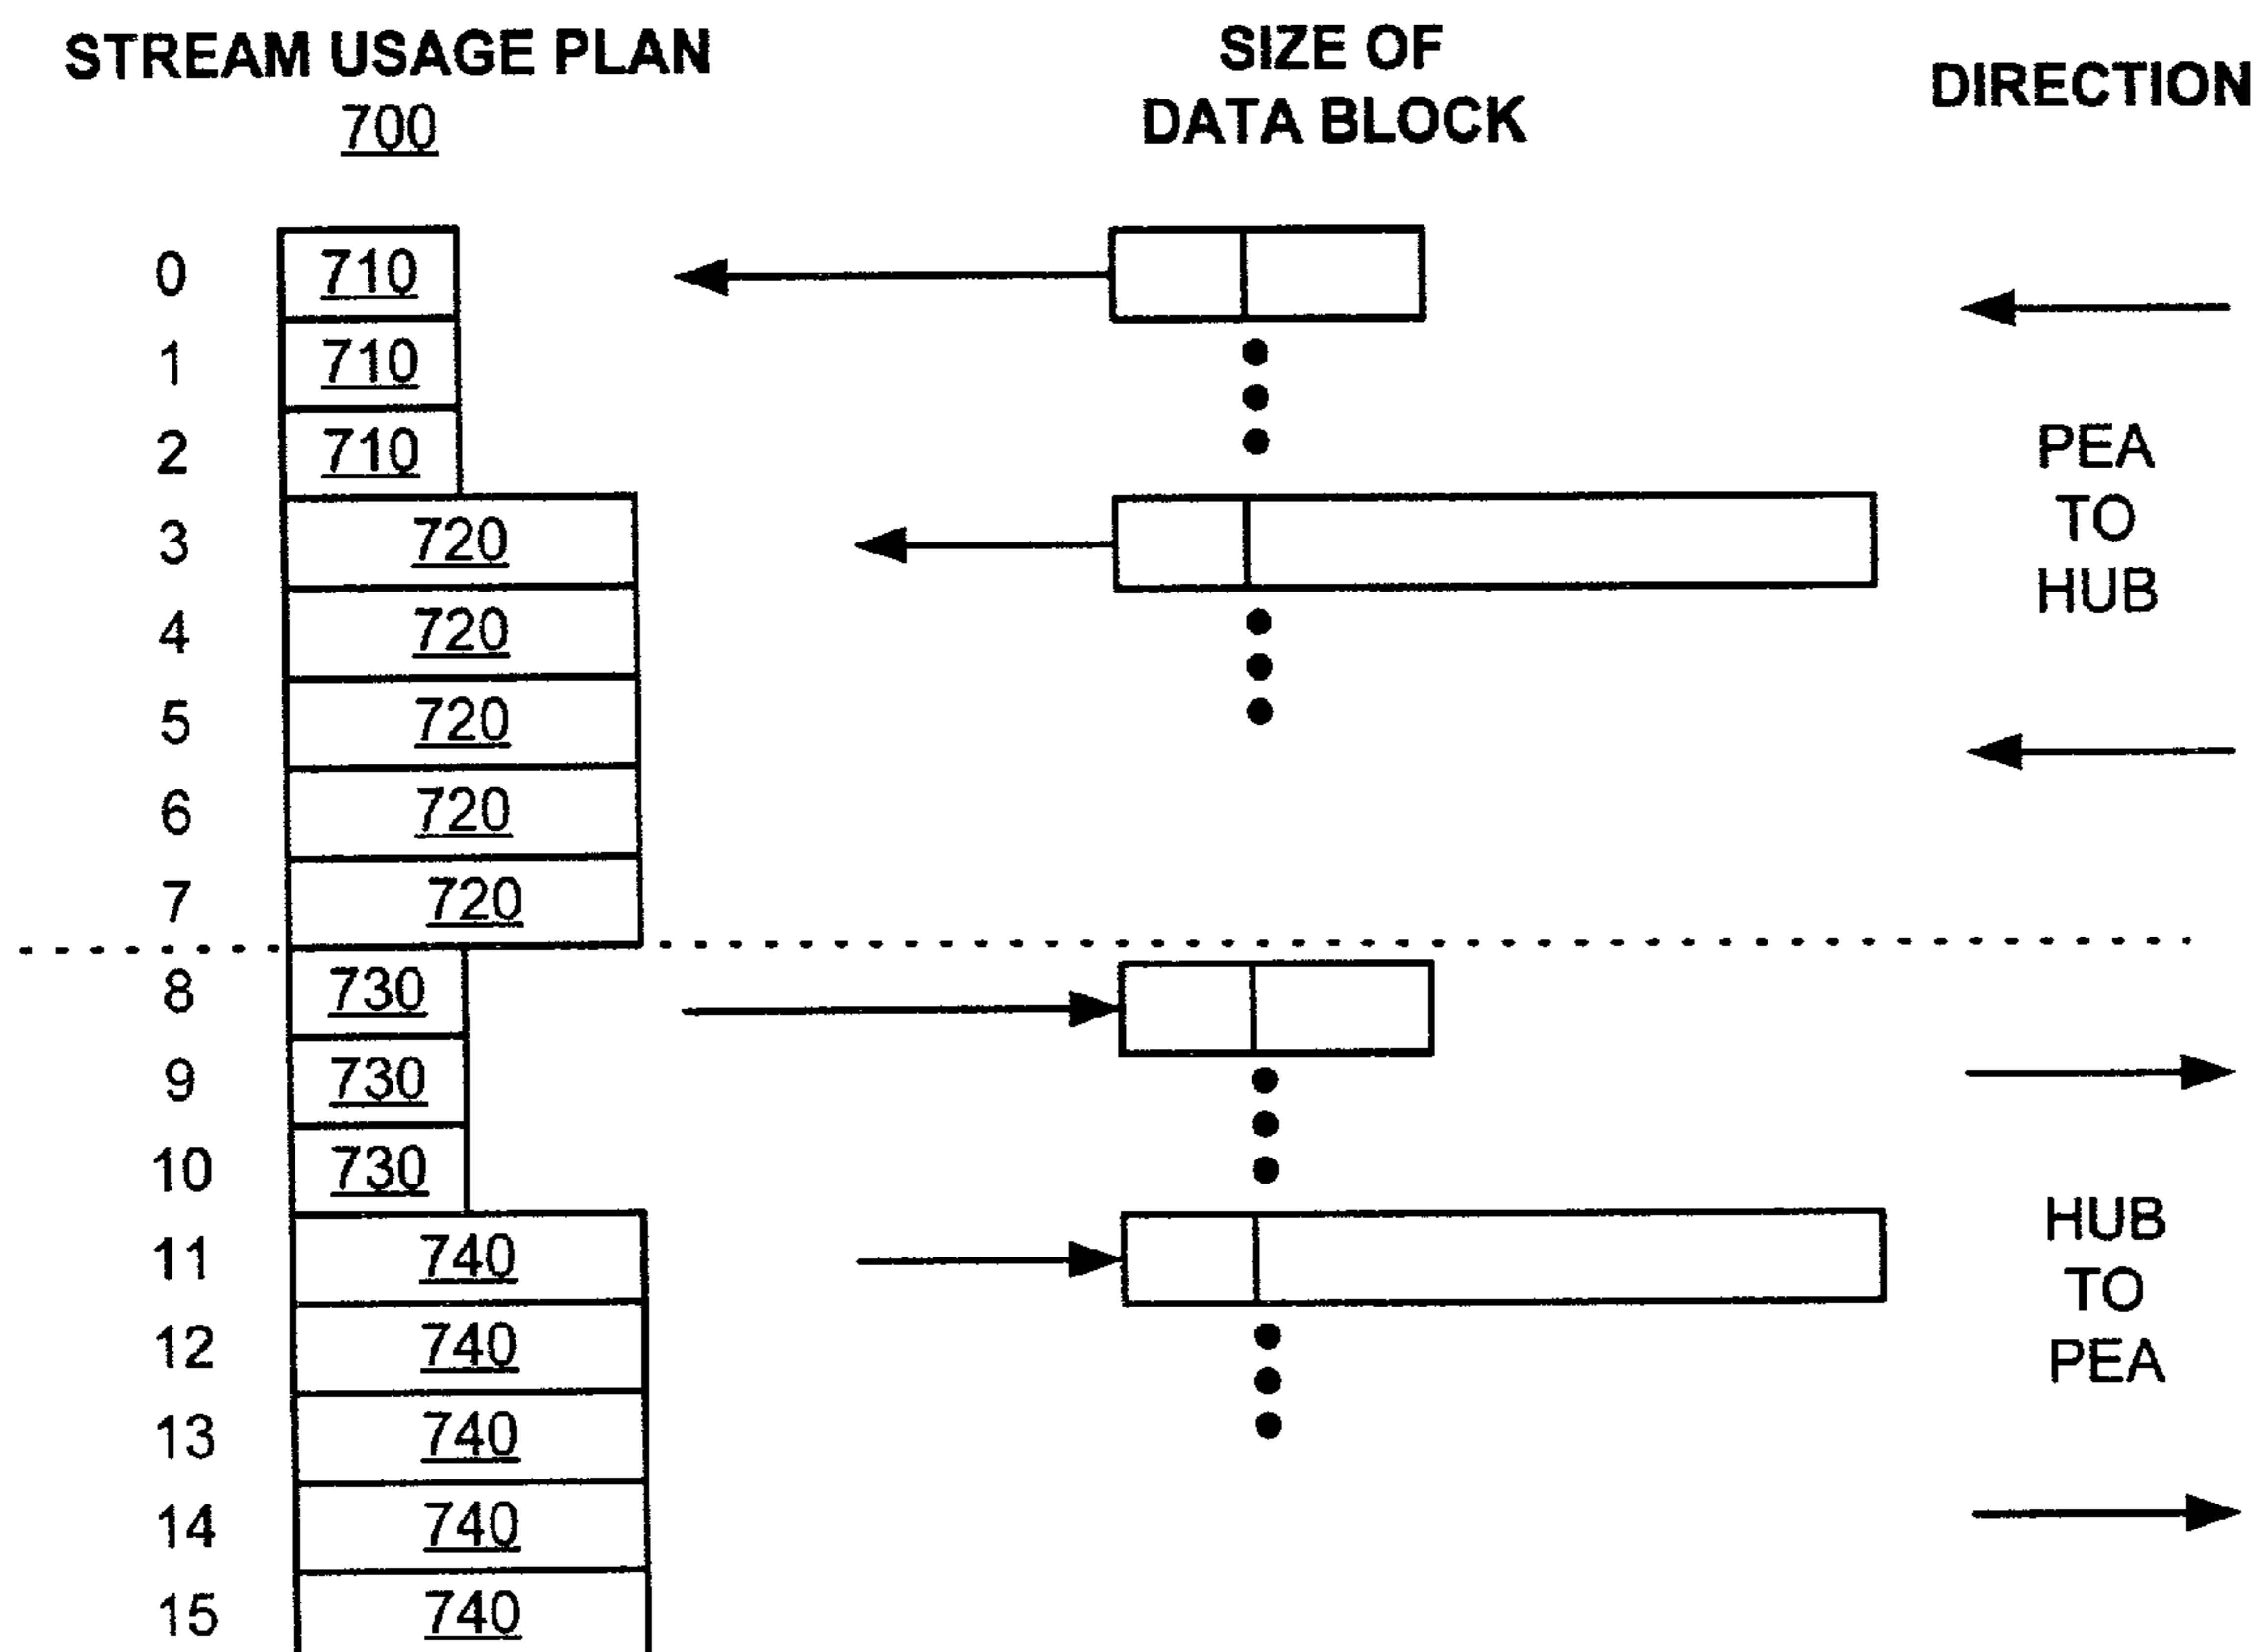 STREAM USAGE PLAN
700
SIZE OF
DATA BLOCK
DIRECTION
0 710
1 710
2 710
3 720
4 720
5 720
6 720
7 720
PEA
TO
HUB
8 730
9 730
10 730
11 740
12 740
13 740
14 740
15 740
HUB
TO
PEA